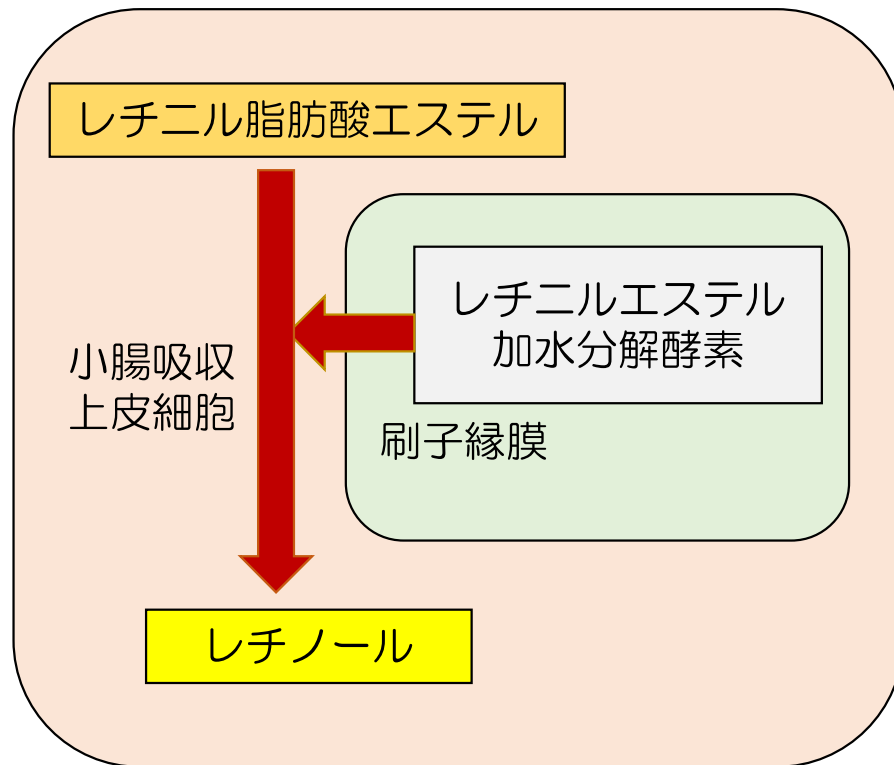 レチニル脂肪酸エステル
レチニルエステル
加水分解酵素
小腸吸収
上皮細胞
刷子縁膜
レチノール